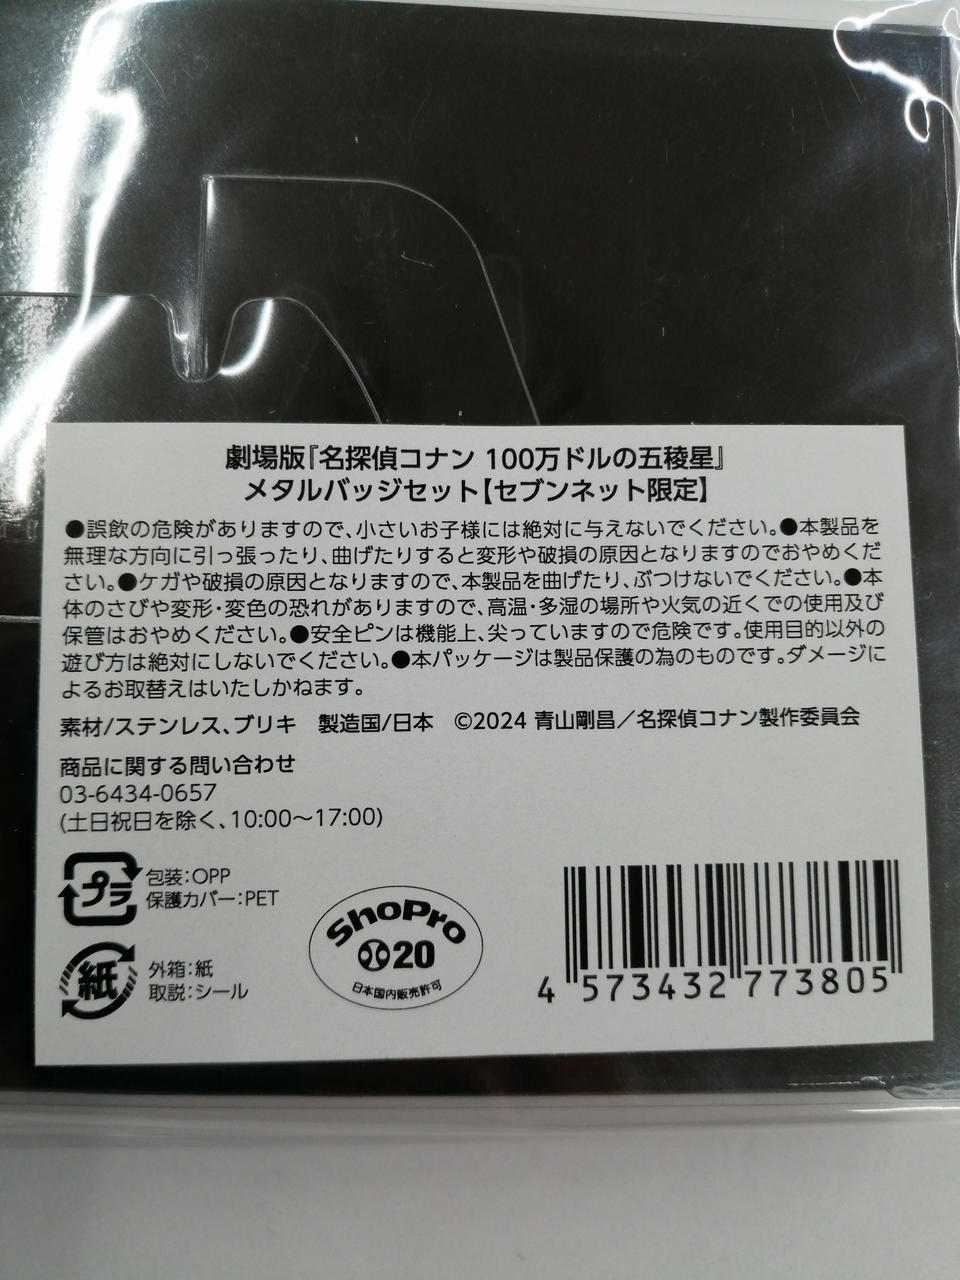 劇場版『名探偵コナン 100万ドルの五稜星』
メタルバッジセット【セブンネット限定】
●誤飲の危険がありますので、小さいお子様には絶対に与えないでください。●本製品を
無理な方向に引っ張ったり、曲げたりすると変形や破損の原因となりますのでおやめくだ
さい。●ケガや破損の原因となりますので、本製品を曲げたり、ぶつけないでください。●本
体のさびや変形・変色の恐れがありますので、高温・多湿の場所や火気の近くでの使用及び
保管はおやめください。●安全ピンは機能上、尖っていますので危険です。使用目的以外の
遊び方は絶対にしないでください。●本パッケージは製品保護の為のものです。ダメージに
よるお取替えはいたしかねます。
素材/ステンレス、ブリキ 製造国/日本 ©2024 青山剛昌／名探偵コナン製作委員会
商品に関する問い合わせ
03-6434-0657
(土日祝日を除く、10:00～17:00)
プラ
包装：OPP
保護カバー：PET
紙
外箱：紙
取説：シール
ShoPro
20
日本国内販売許可
4 573432 773805